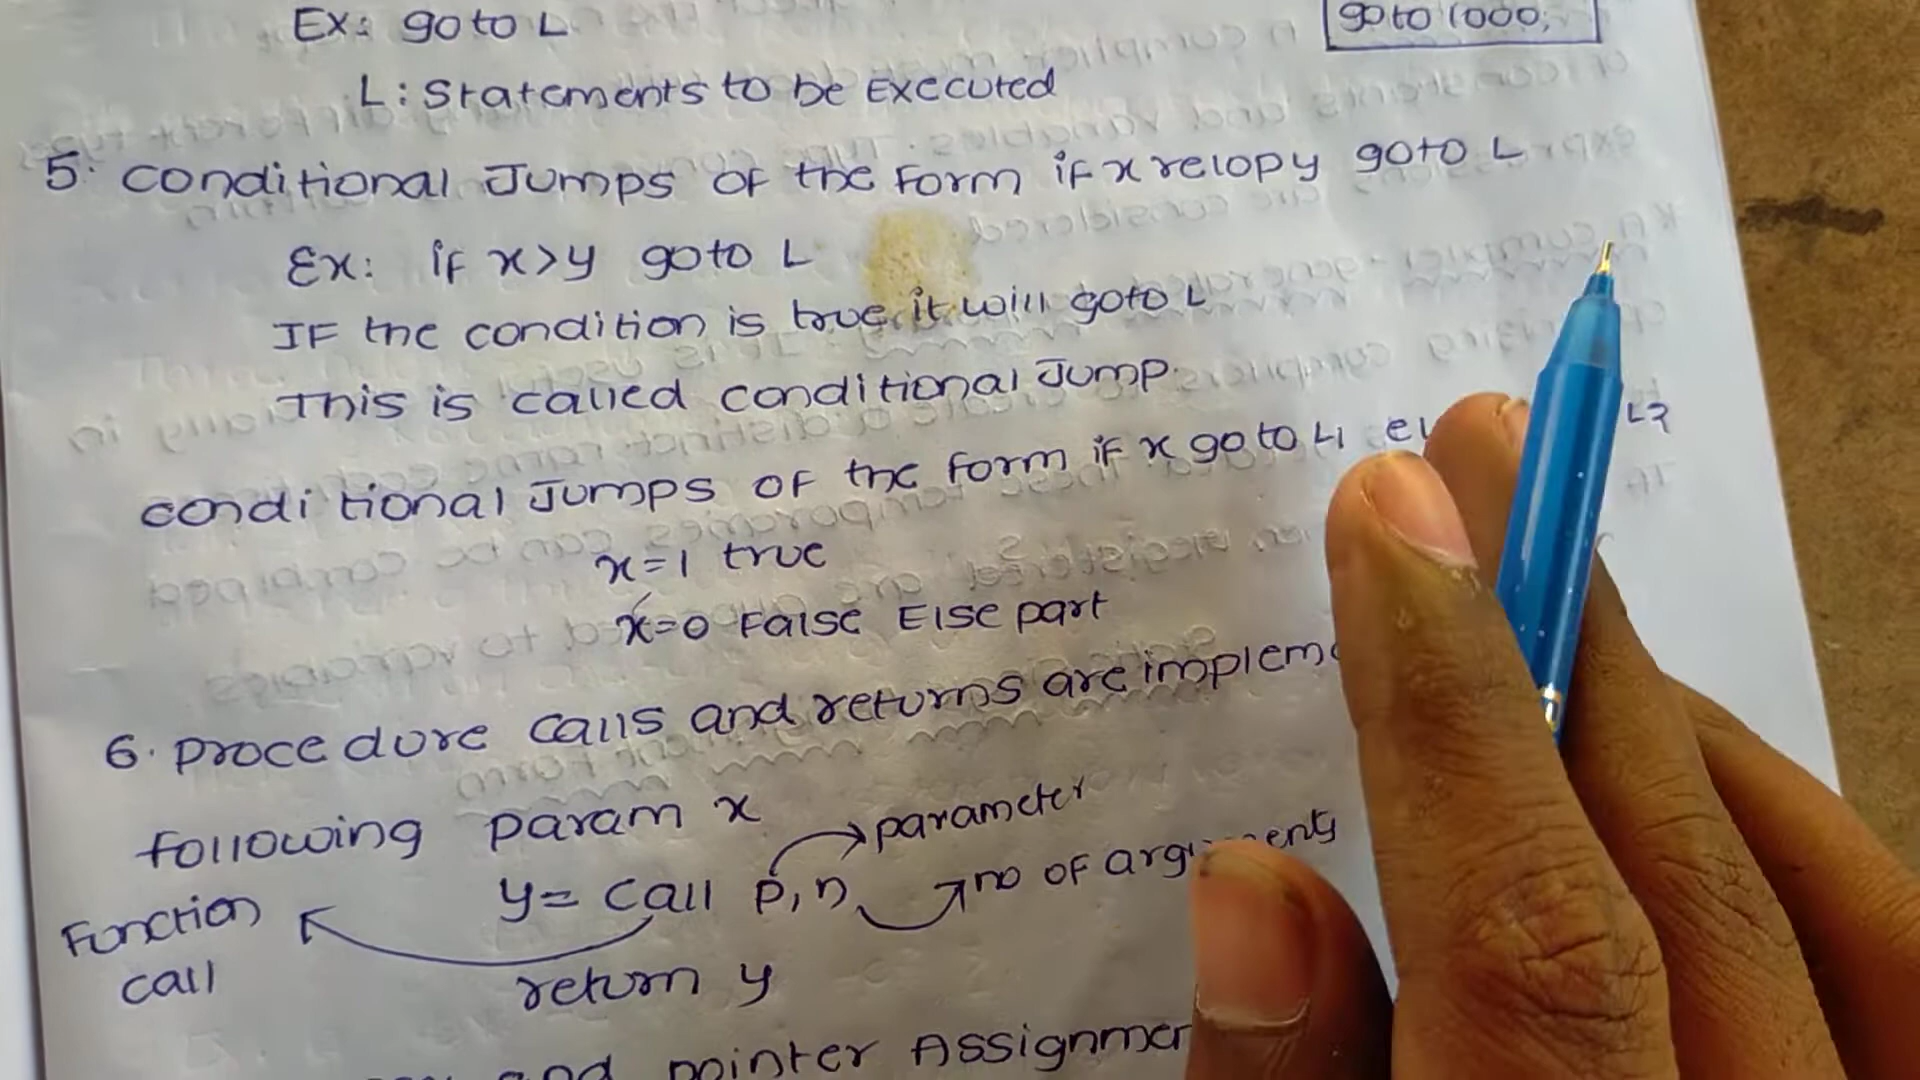 Ex: goto L
goto 1000;
L: Statements to be Executed
5. Conditional Jumps of the form if x relop y goto L
Ex: if x>y goto L
IF the condition is true it will goto L
This is called conditional Jump.
conditional Jumps of the form if x goto L1 L2
x=1 true
x=0 False Else part
6. procedure calls and returns are
following param x
parameter
y= call p,n
no of
Function
call
return y
pointer